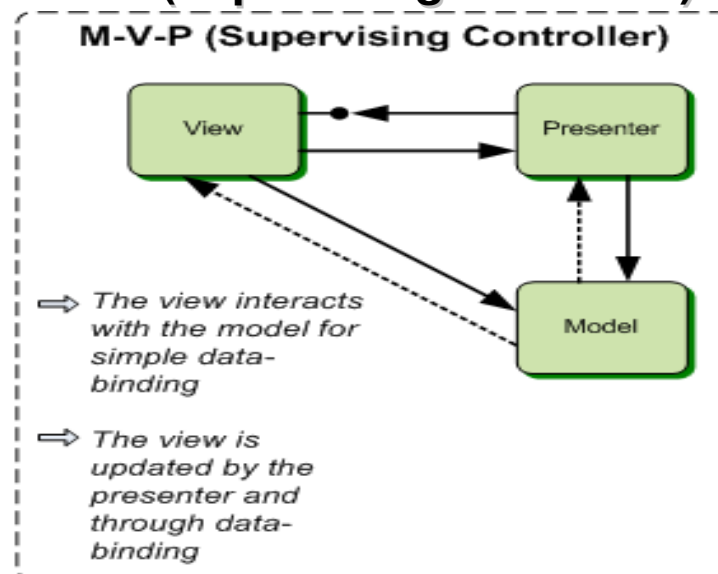 M-V-P (Supervising Controller)
View
Presenter
Model
The view interacts
with the model for
simple data-
binding
The view is
updated by the
presenter and
through data-
binding